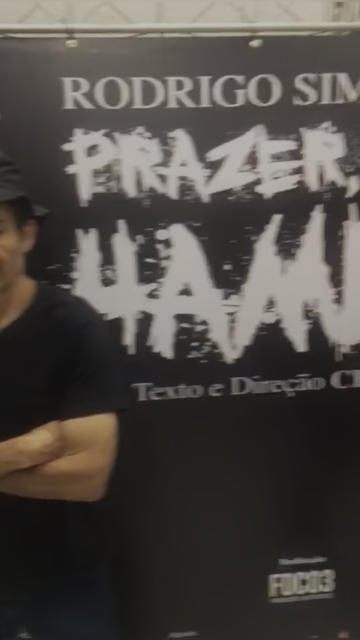 RODRIGO SIM
PRAZER,
HAM
Texto e Direção C
FOCO3